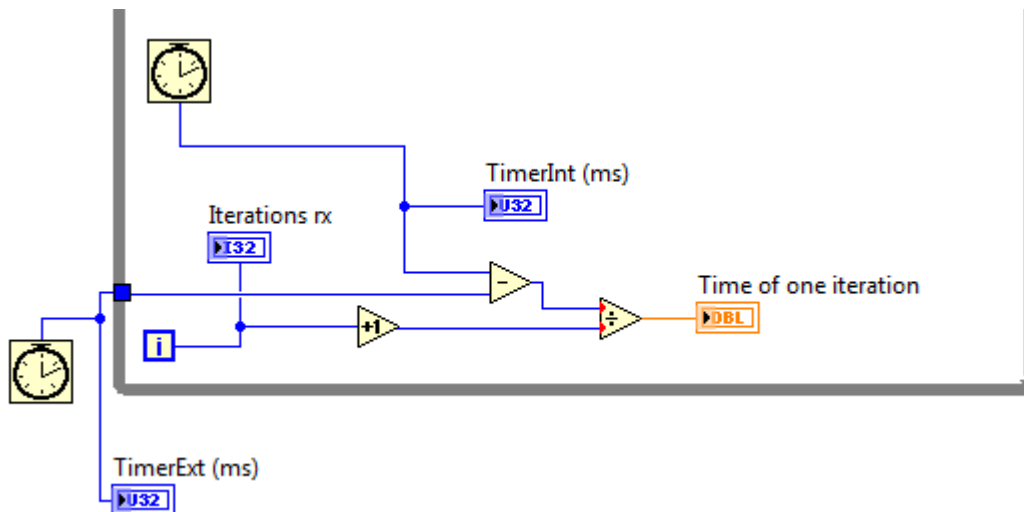 TimerInt (ms)
U32
Iterations rx
I32
Time of one iteration
−
÷
DBL
+1
i
TimerExt (ms)
U32